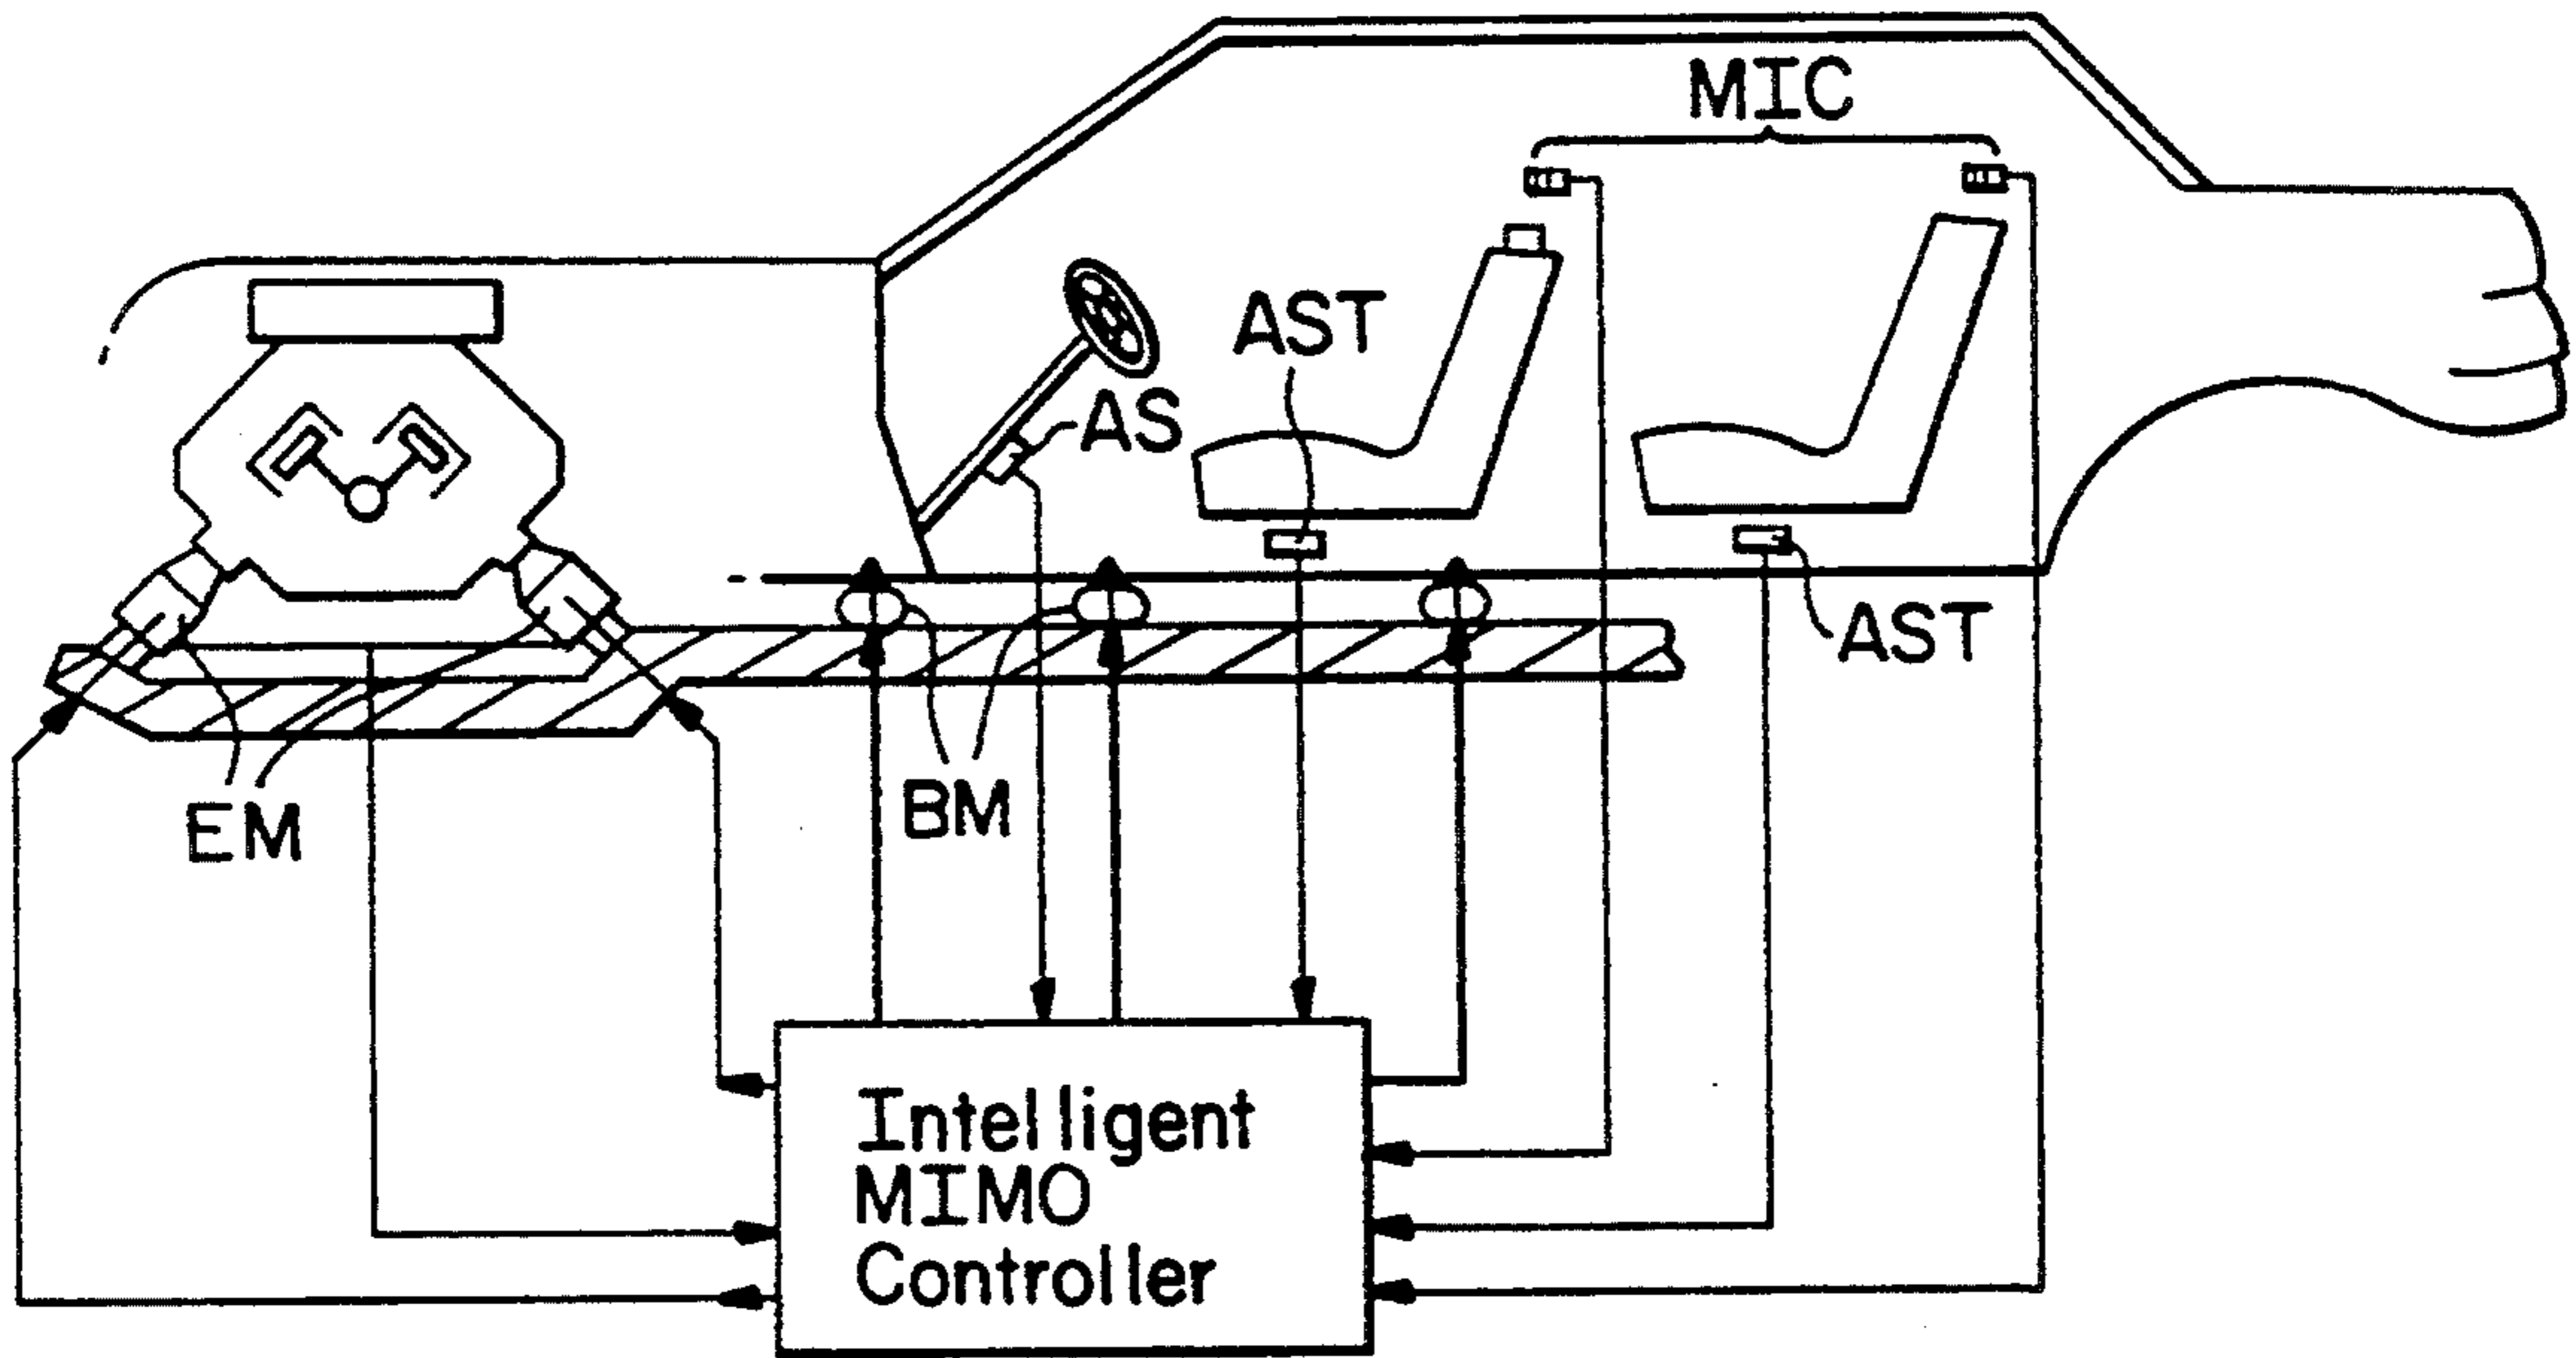 MIC
AST
AS
AST
EM
BM
Intelligent
MIMO
Controller